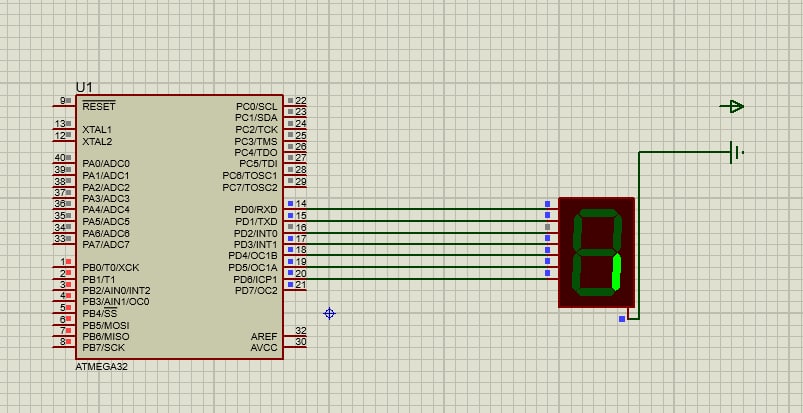 U1
9 RESET PC0/SCL 22
PC1/SDA 23
13 XTAL1 PC2/TCK 24
12 XTAL2 PC3/TMS 25
PC4/TDO 26
40 PA0/ADC0 PC5/TDI 27
39 PA1/ADC1 PC6/TOSC1 28
38 PA2/ADC2 PC7/TOSC2 29
37 PA3/ADC3
36 PA4/ADC4 PD0/RXD 14
35 PA5/ADC5 PD1/TXD 15
34 PA6/ADC6 PD2/INT0 16
33 PA7/ADC7 PD3/INT1 17
PD4/OC1B 18
1 PB0/T0/XCK PD5/OC1A 19
2 PB1/T1 PD6/ICP1 20
3 PB2/AIN0/INT2 PD7/OC2 21
4 PB3/AIN1/OC0
5 PB4/SS
6 PB5/MOSI
7 PB6/MISO AREF 32
8 PB7/SCK AVCC 30
ATMEGA32